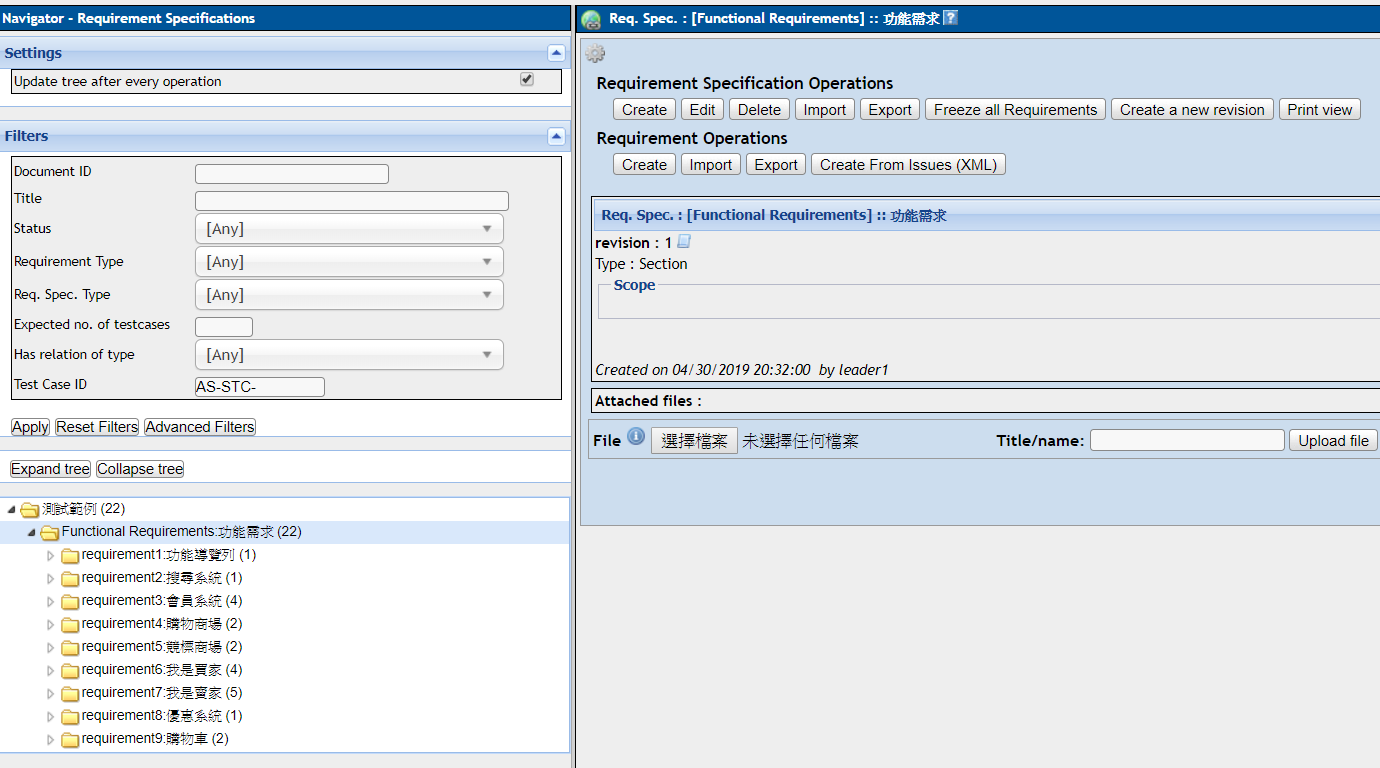 Navigator - Requirement Specifications
Settings
Update tree after every operation
Filters
Document ID
Title
Status [Any]
Requirement Type [Any]
Req. Spec. Type [Any]
Expected no. of testcases
Has relation of type [Any]
Test Case ID AS-STC-
Apply Reset Filters Advanced Filters
Expand tree Collapse tree
測試範例 (22)
Functional Requirements:功能需求 (22)
requirement1:功能導覽列 (1)
requirement2:搜尋系統 (1)
requirement3:會員系統 (4)
requirement4:購物商場 (2)
requirement5:競標商場 (2)
requirement6:我是買家 (4)
requirement7:我是賣家 (5)
requirement8:優惠系統 (1)
requirement9:購物車 (2)
Req. Spec. : [Functional Requirements] :: 功能需求 ?
Requirement Specification Operations
Create Edit Delete Import Export Freeze all Requirements Create a new revision Print view
Requirement Operations
Create Import Export Create From Issues (XML)
Req. Spec. : [Functional Requirements] :: 功能需求
revision : 1
Type : Section
Scope
Created on 04/30/2019 20:32:00 by leader1
Attached files :
File 選擇檔案 未選擇任何檔案 Title/name: Upload file